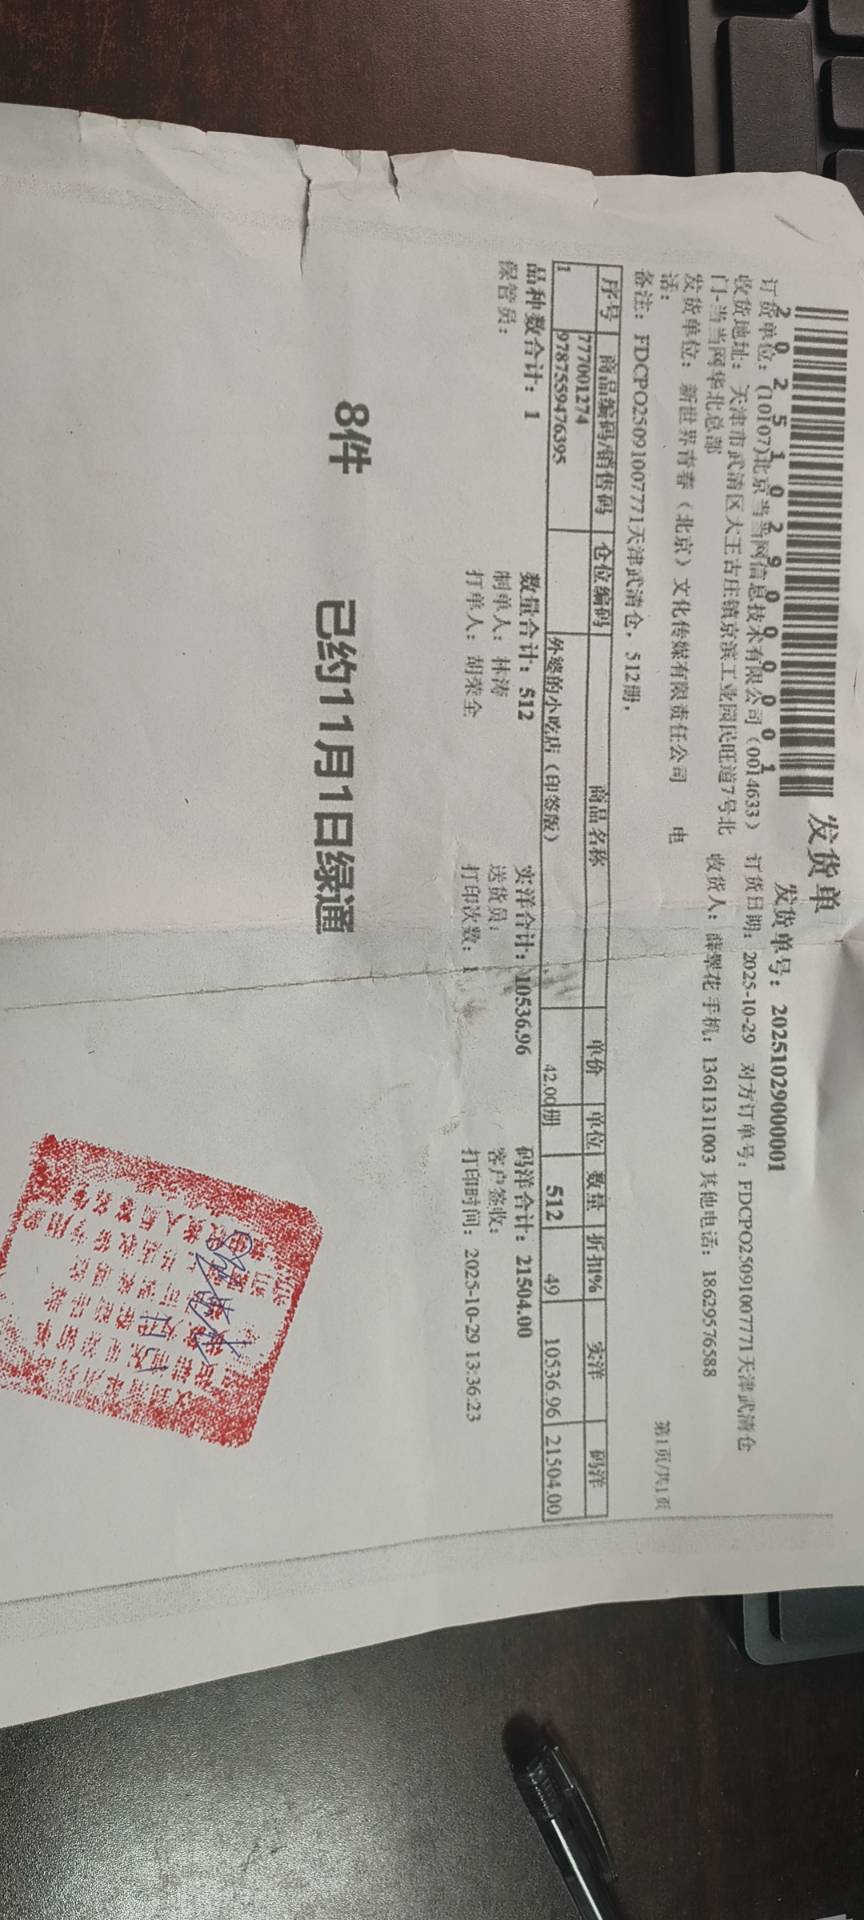 发货单
20251029000001
发货单号：20251029000001
订货单位：(10107)北京当当网信息技术有限公司（0014633）
订货日期：2025-10-29 对方订单号：FDCPO25091007771天津武清仓
收货地址：天津市武清区大王古庄镇京滨工业园民旺道7号北
门-当当网华北总部
收货人：薛翠花 手机：13611311003 其他电话：18629576588
发货单位：新世界青春（北京）文化传媒有限责任公司 电
话：
第1页/共1页
备注：FDCPO25091007771天津武清仓，512册，
序号 商品编码/销售码 仓位编码 商品名称 单价 单位 数量 折扣% 实洋 码洋
1 777001274
9787559476395 外婆的小吃店（印签版） 42.00 册 512 49 10536.96 21504.00
品种数合计：1 数量合计：512 实洋合计：10536.96 码洋合计：21504.00
保管员： 制单人：林涛 送货员： 客户签收：
打单人：胡荣全 打印次数：1 打印时间：2025-10-29 13:36:23
8件 已约11月1日绿通